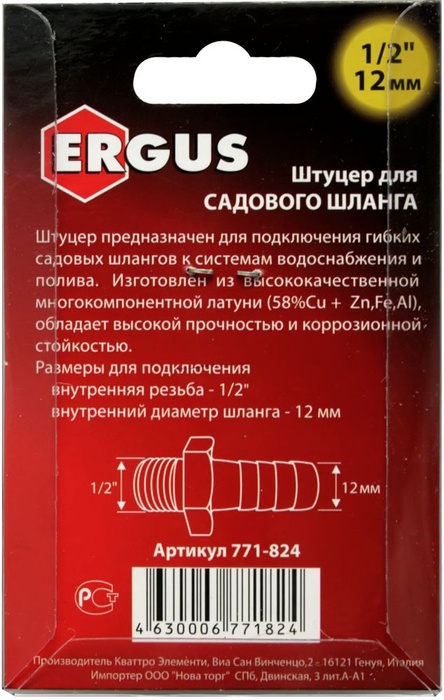 1/2"
12 мм
ERGUS
Штуцер для
САДОВОГО ШЛАНГА
Штуцер предназначен для подключения гибких
садовых шлангов к системам водоснабжения и
полива. Изготовлен из высококачественной
многокомпонентной латуни (58%Cu + Zn,Fe,Al),
обладает высокой прочностью и коррозионной
стойкостью.
Размеры для подключения
внутренняя резьба - 1/2"
внутренний диаметр шланга - 12 мм
1/2"
12 мм
Артикул 771-824
4 630006 771824
РСТ
Производитель Кваттро Элементи, Виа Сан Винченцо,2 - 16121 Генуя, Италия
Импортер ООО "Нова торг" СПб, Двинская, 3 лит.А-А1